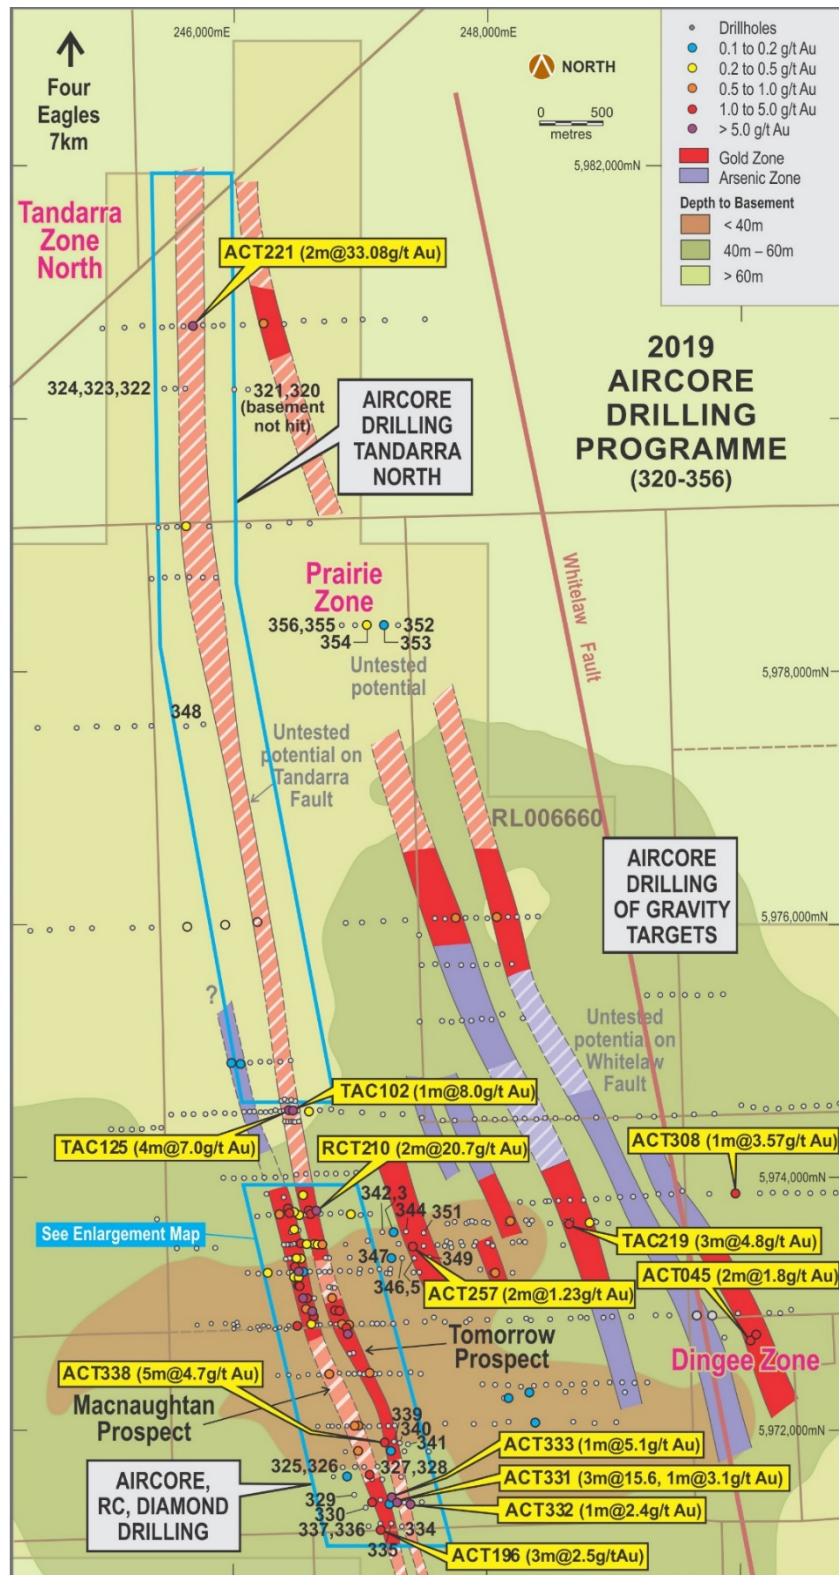 246,000mE
248,000mE
Four
Eagles
7km
NORTH
0 500
metres
Drillholes
0.1 to 0.2 g/t Au
0.2 to 0.5 g/t Au
0.5 to 1.0 g/t Au
1.0 to 5.0 g/t Au
> 5.0 g/t Au
Gold Zone
Arsenic Zone
Depth to Basement
< 40m
40m – 60m
> 60m
5,982,000mN
Tandarra
Zone
North
ACT221 (2m@33.08g/t Au)
2019
AIRCORE
DRILLING
PROGRAMME
(320-356)
324,323,322
321,320
(basement
not hit)
AIRCORE
DRILLING
TANDARRA
NORTH
Whitelaw Fault
Prairie
Zone
356,355
352
354
353
Untested
potential
5,978,000mN
348
Untested
potential on
Tandarra
Fault
RL006660
AIRCORE
DRILLING
OF GRAVITY
TARGETS
5,976,000mN
?
Untested
potential on
Whitelaw
Fault
TAC102 (1m@8.0g/t Au)
TAC125 (4m@7.0g/t Au)
RCT210 (2m@20.7g/t Au)
ACT308 (1m@3.57g/t Au)
5,974,000mN
342,3
344
351
See Enlargement Map
TAC219 (3m@4.8g/t Au)
347
349
346,5
ACT045 (2m@1.8g/t Au)
ACT257 (2m@1.23g/t Au)
Tomorrow
Prospect
Dingee Zone
ACT338 (5m@4.7g/t Au)
Macnaughtan
Prospect
339
340
341
5,972,000mN
ACT333 (1m@5.1g/t Au)
325,326
327,328
ACT331 (3m@15.6, 1m@3.1g/t Au)
AIRCORE,
RC, DIAMOND
DRILLING
329
330
ACT332 (1m@2.4g/t Au)
337,336
334
335
ACT196 (3m@2.5g/tAu)